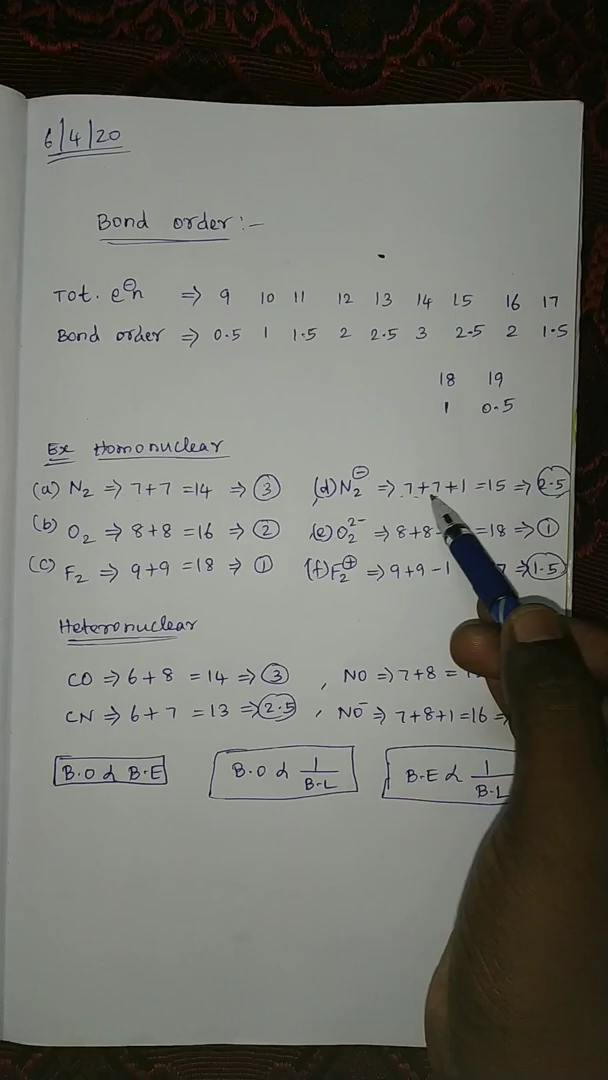 6/4/20
Bond order:-
Tot. e⊖n ⇒ 9 10 11 12 13 14 15 16 17
Bond order ⇒ 0.5 1 1.5 2 2.5 3 2.5 2 1.5
18 19
1 0.5
Ex Homonuclear
(a) N₂ ⇒ 7+7 =14 ⇒ ③ (d) N₂⊖ ⇒ 7+7+1 =15 ⇒ 2.5
(b) O₂ ⇒ 8+8 =16 ⇒ ② (e) O₂²⁻ ⇒ 8+8 =18 ⇒ ①
(c) F₂ ⇒ 9+9 =18 ⇒ ① (f) F₂⊕ ⇒ 9+9-1 7 ⇒ 1.5
Heteronuclear
CO ⇒ 6+8 =14 ⇒ ③ , NO ⇒ 7+8 =
CN ⇒ 6+7 =13 ⇒ 2.5 , NO⁻ ⇒ 7+8+1=16 ⇒
B.O α B.E B.O α 1/B-L B-E α 1/B-L